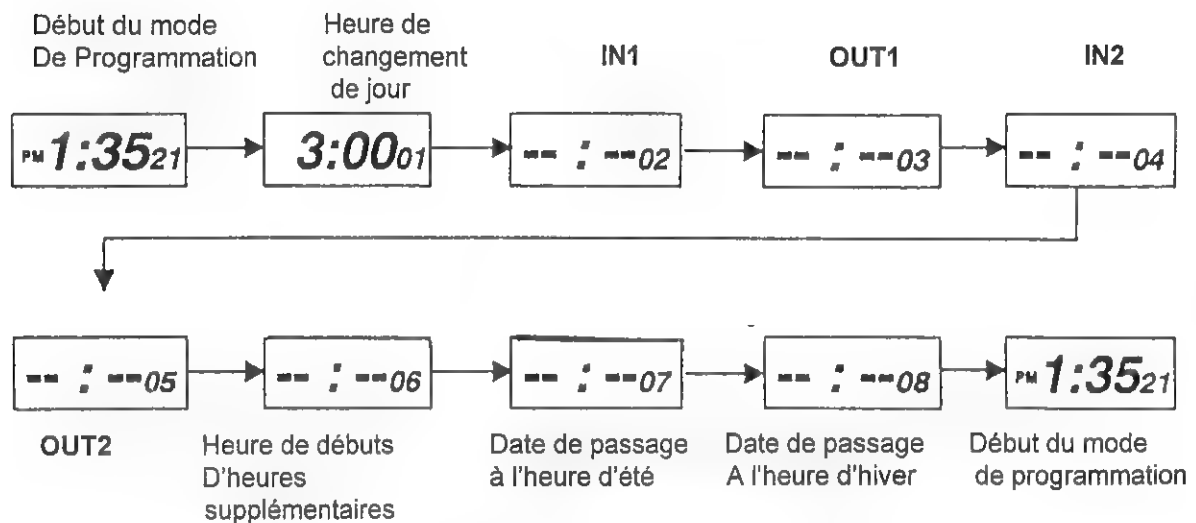 Début du mode
De Programmation
Heure de
changement
de jour
IN1
OUT1
IN2
PM 1:35 21
3:00 01
-- : -- 02
-- : -- 03
-- : -- 04
-- : -- 05
-- : -- 06
-- : -- 07
-- : -- 08
PM 1:35 21
OUT2
Heure de débuts
D'heures
supplémentaires
Date de passage
à l'heure d'été
Date de passage
A l'heure d'hiver
Début du mode
de programmation